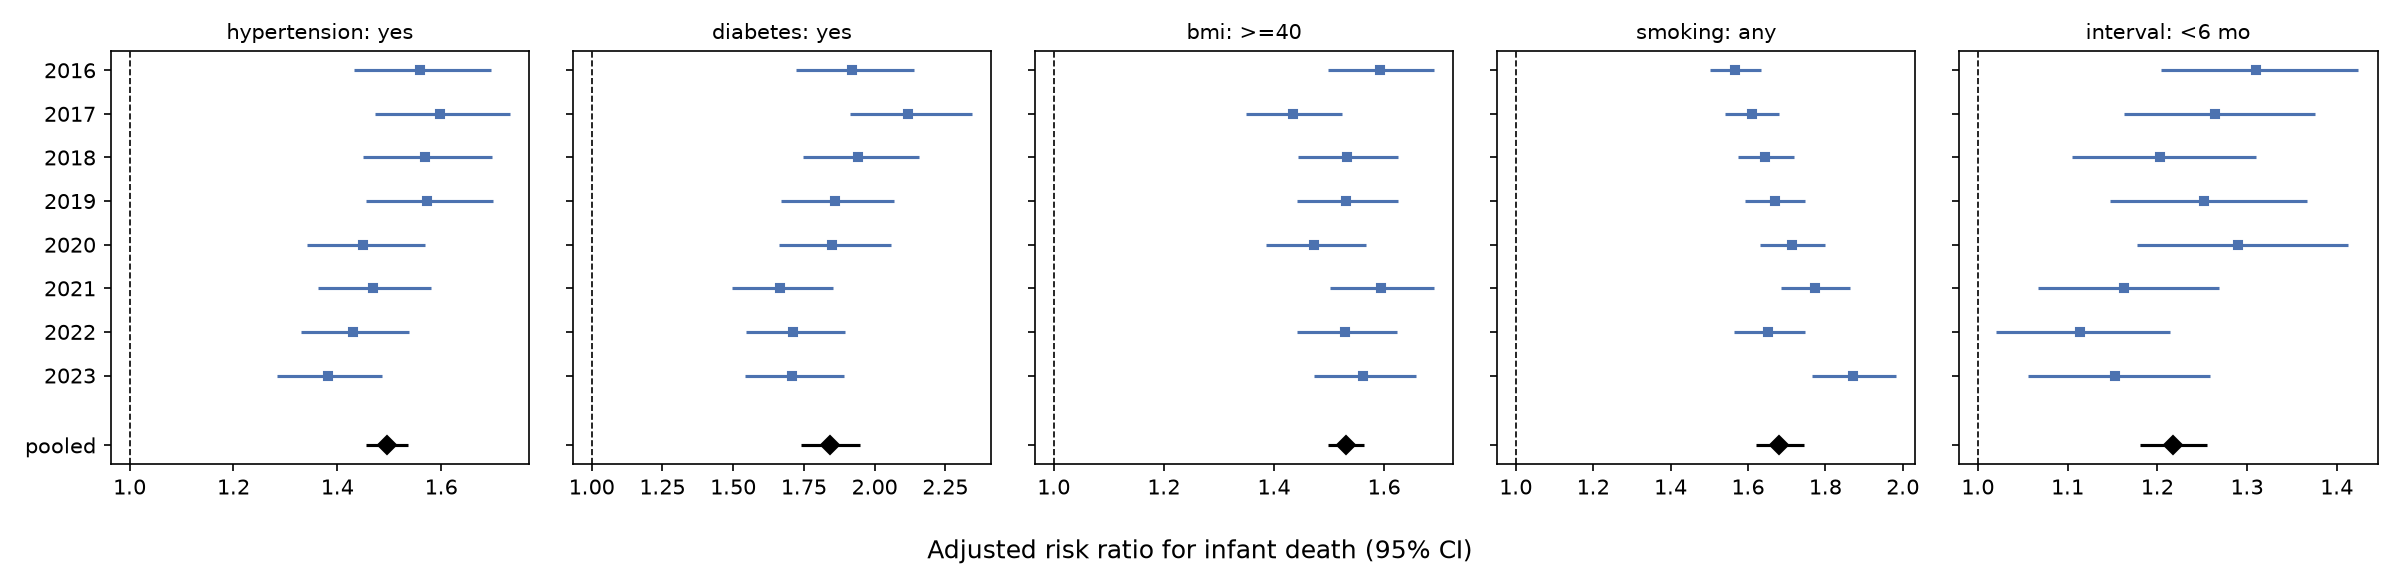 hypertension: yes
diabetes: yes
bmi: >=40
smoking: any
interval: <6 mo
2016
2017
2018
2019
2020
2021
2022
2023
pooled
1.0 1.2 1.4 1.6
1.00 1.25 1.50 1.75 2.00 2.25
1.0 1.2 1.4 1.6
1.0 1.2 1.4 1.6 1.8 2.0
1.0 1.1 1.2 1.3 1.4
Adjusted risk ratio for infant death (95% CI)